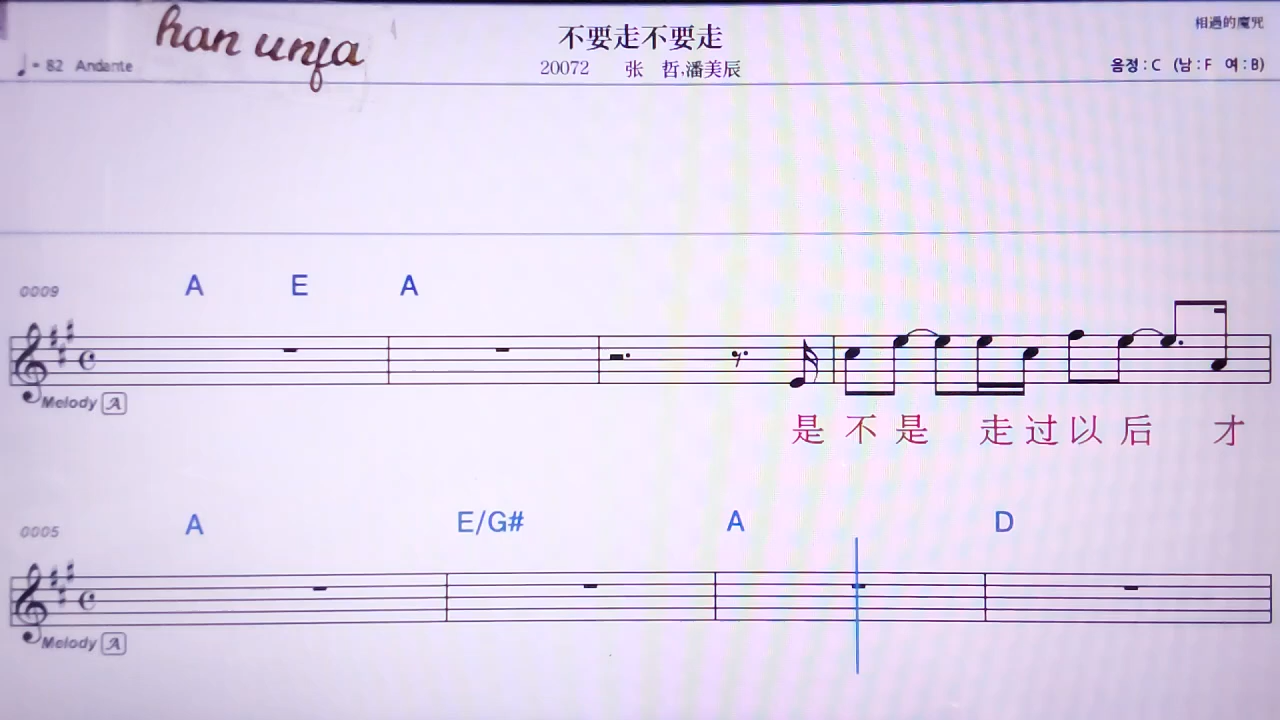 han unfa
不要走不要走
相遇的魔咒
♩= 82 Andante
20072 张 哲,潘美辰
음정 : C (남 : F 여 : B)
0009 A E A
Melody A
是 不 是 走 过 以 后 才
0005 A E/G# A D
Melody A